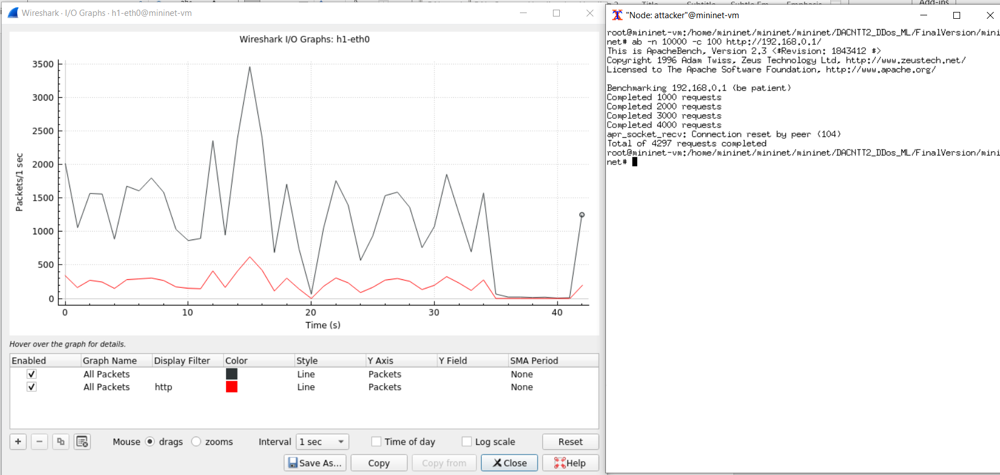 Wireshark · I/O Graphs · h1-eth0@mininet-vm
Wireshark I/O Graphs: h1-eth0
3500
3000
2500
2000
1500
1000
500
0
Packets/1 sec
0 10 20 30 40
Time (s)
Hover over the graph for details.
Enabled Graph Name Display Filter Color Style Y Axis Y Field SMA Period
All Packets Line Packets None
All Packets http Line Packets None
Mouse drags zooms Interval 1 sec Time of day Log scale Reset
Save As... Copy Copy from Close Help
Add-ins
"Node: attacker"@mininet-vm
root@mininet-vm:/home/mininet/mininet/mininet/DACNTT2_DDos_ML/FinalVersion/mini
net# ab -n 10000 -c 100 http://192.168.0.1/
This is ApacheBench, Version 2.3 <$Revision: 1843412 $>
Copyright 1996 Adam Twiss, Zeus Technology Ltd, http://www.zeustech.net/
Licensed to The Apache Software Foundation, http://www.apache.org/
Benchmarking 192.168.0.1 (be patient)
Completed 1000 requests
Completed 2000 requests
Completed 3000 requests
Completed 4000 requests
apr_socket_recv: Connection reset by peer (104)
Total of 4297 requests completed
root@mininet-vm:/home/mininet/mininet/mininet/DACNTT2_DDos_ML/FinalVersion/mini
net#